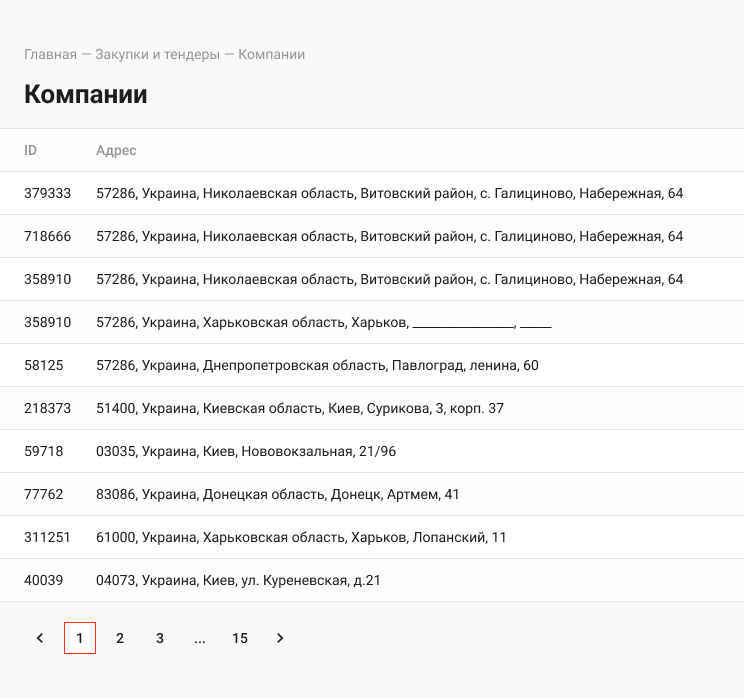 Главная — Закупки и тендеры — Компании
Компании
ID Адрес
379333 57286, Украина, Николаевская область, Витовский район, с. Галициново, Набережная, 64
718666 57286, Украина, Николаевская область, Витовский район, с. Галициново, Набережная, 64
358910 57286, Украина, Николаевская область, Витовский район, с. Галициново, Набережная, 64
358910 57286, Украина, Харьковская область, Харьков, ________________, _____
58125 57286, Украина, Днепропетровская область, Павлоград, ленина, 60
218373 51400, Украина, Киевская область, Киев, Сурикова, 3, корп. 37
59718 03035, Украина, Киев, Нововокзальная, 21/96
77762 83086, Украина, Донецкая область, Донецк, Артмем, 41
311251 61000, Украина, Харьковская область, Харьков, Лопанский, 11
40039 04073, Украина, Киев, ул. Куреневская, д.21
1 2 3 ... 15